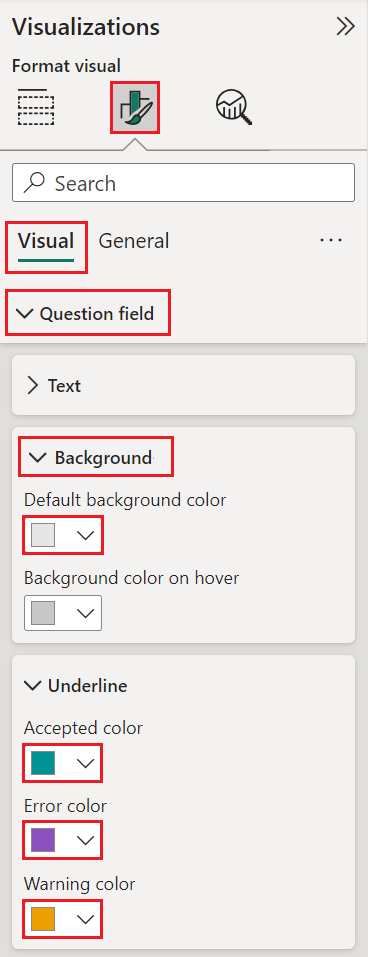 Visualizations
Format visual
Search
Visual General
Question field
Text
Background
Default background color
Background color on hover
Underline
Accepted color
Error color
Warning color